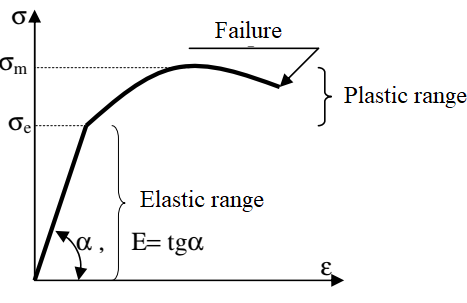 σ
Failure
σm
Plastic range
σe
Elastic range
α , E= tgα
ε